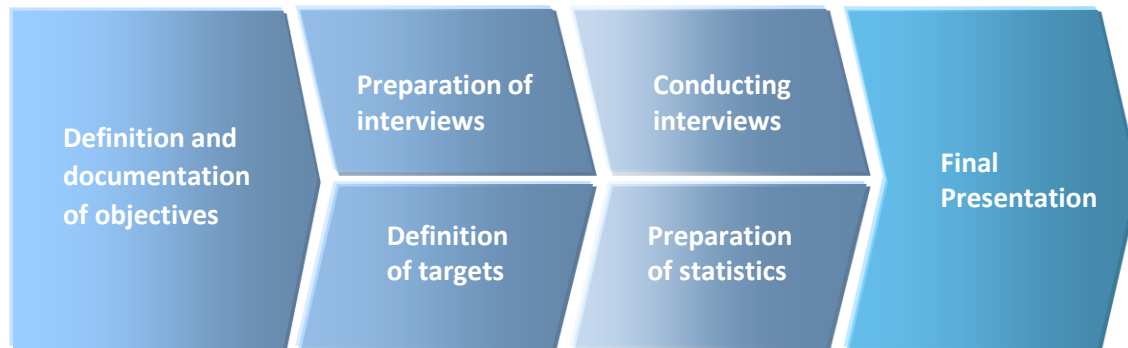 Definition and
documentation
of objectives
Preparation of
interviews
Definition
of targets
Conducting
interviews
Preparation
of statistics
Final
Presentation